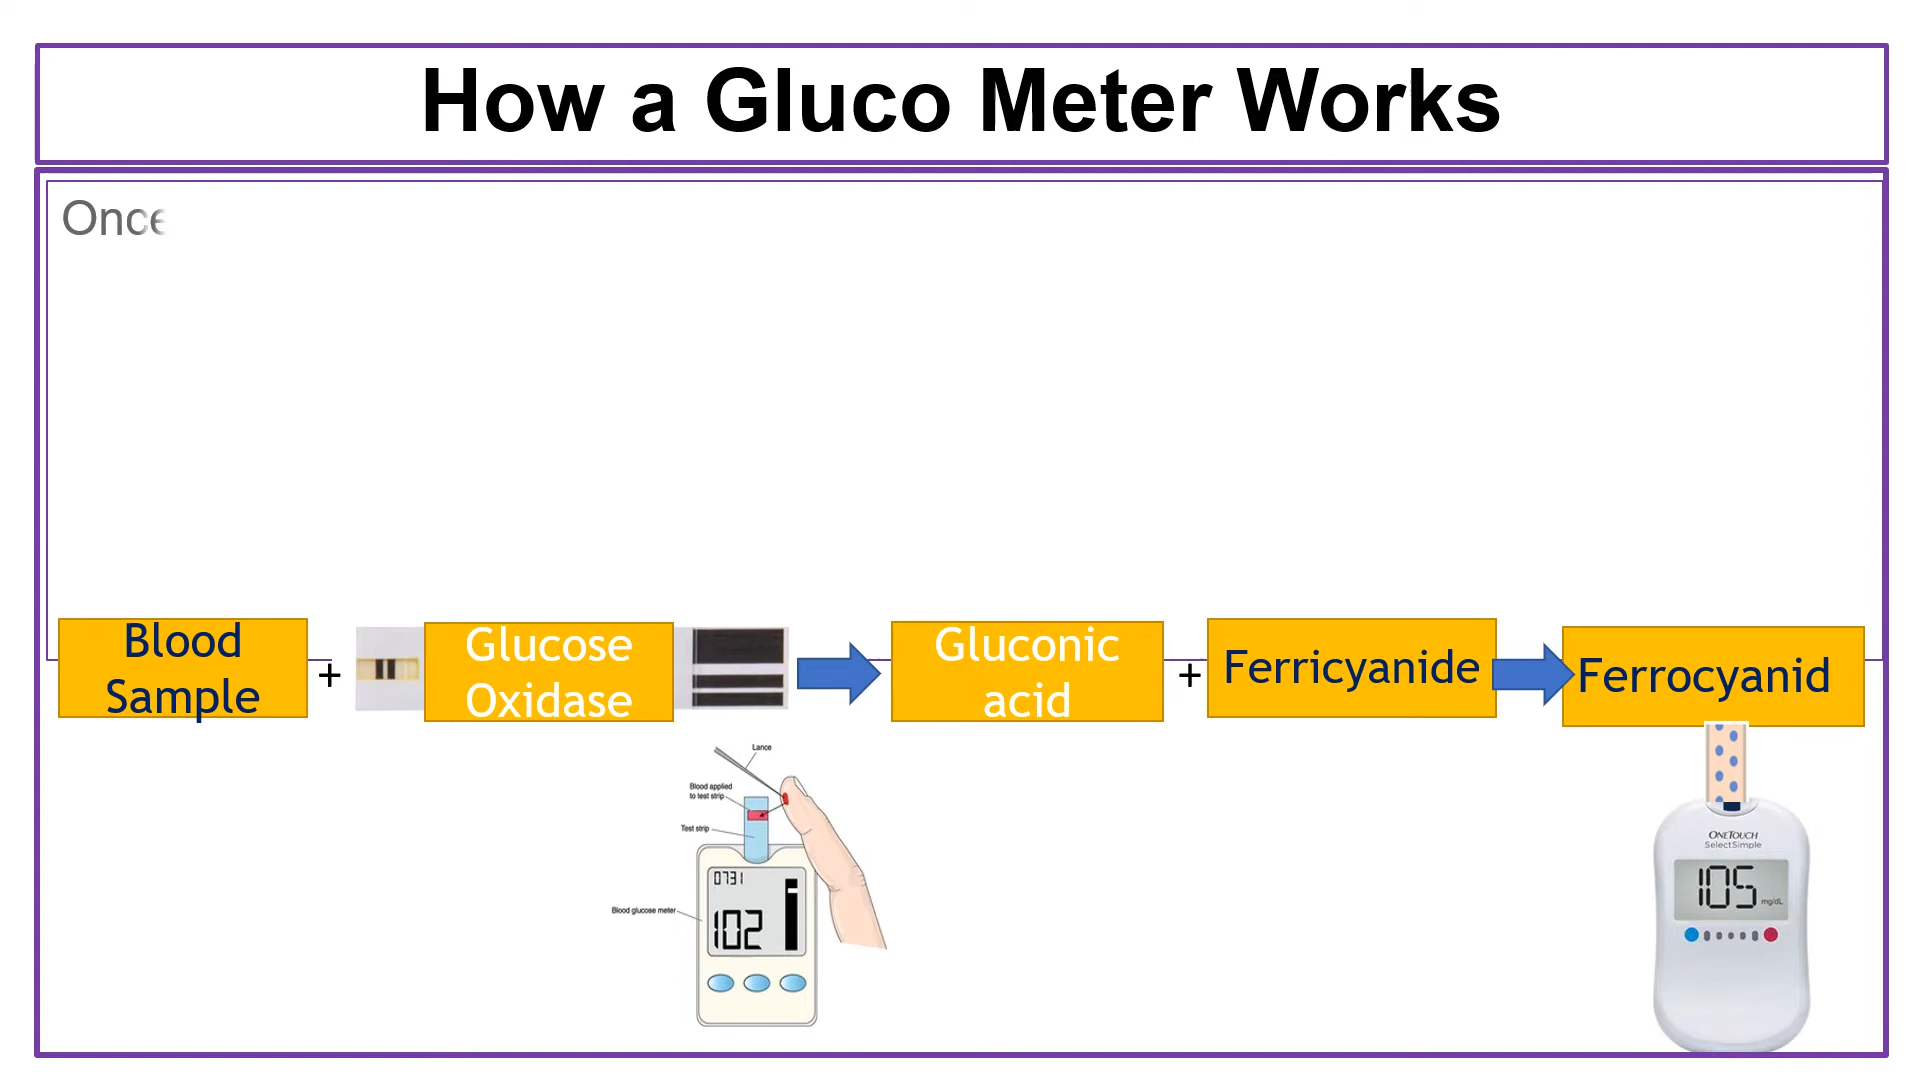 How a Gluco Meter Works
Once
Blood
Sample
+
Glucose
Oxidase
Gluconic
acid
+
Ferricyanide
Ferrocyanid
Lance
Blood applied
to test strip
Test strip
0731
Blood glucose meter
102
ONETOUCH
SelectSimple
105
mg/dL